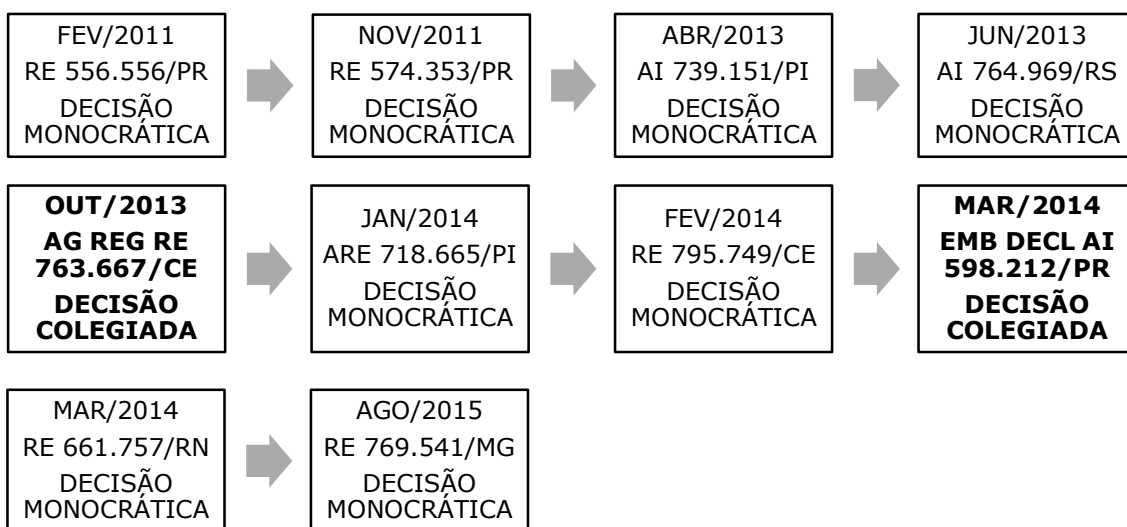 FEV/2011
RE 556.556/PR
DECISÃO
MONOCRÁTICA
NOV/2011
RE 574.353/PR
DECISÃO
MONOCRÁTICA
ABR/2013
AI 739.151/PI
DECISÃO
MONOCRÁTICA
JUN/2013
AI 764.969/RS
DECISÃO
MONOCRÁTICA
OUT/2013
AG REG RE
763.667/CE
DECISÃO
COLEGIADA
JAN/2014
ARE 718.665/PI
DECISÃO
MONOCRÁTICA
FEV/2014
RE 795.749/CE
DECISÃO
MONOCRÁTICA
MAR/2014
EMB DECL AI
598.212/PR
DECISÃO
COLEGIADA
MAR/2014
RE 661.757/RN
DECISÃO
MONOCRÁTICA
AGO/2015
RE 769.541/MG
DECISÃO
MONOCRÁTICA